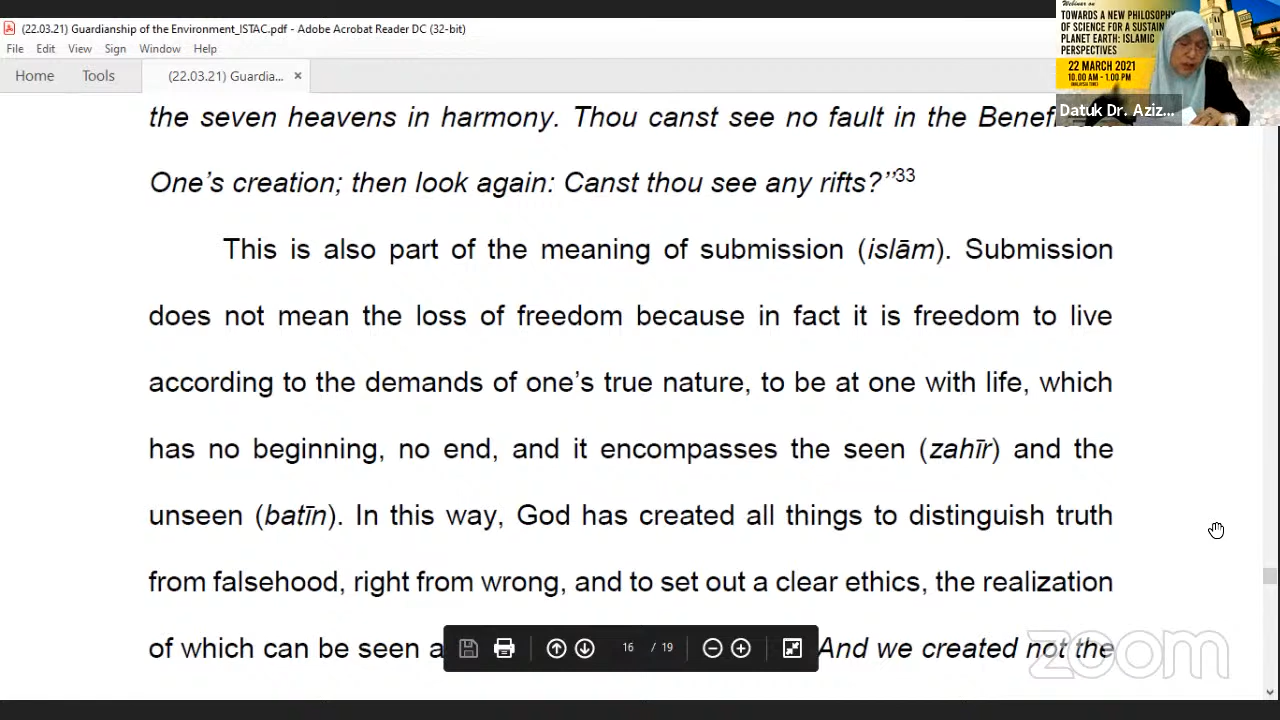 (22.03.21) Guardianship of the Environment_ISTAC.pdf - Adobe Acrobat Reader DC (32-bit)
File Edit View Sign Window Help
Home Tools (22.03.21) Guardia... ×
Webinar on
TOWARDS A NEW PHILOSOPHY
OF SCIENCE FOR A SUSTAIN
PLANET EARTH: ISLAMIC
PERSPECTIVES
22 MARCH 2021
10.00 AM - 1.00 PM
Datuk Dr. Aziz...
the seven heavens in harmony. Thou canst see no fault in the
One’s creation; then look again: Canst thou see any rifts?”33
This is also part of the meaning of submission (islām). Submission
does not mean the loss of freedom because in fact it is freedom to live
according to the demands of one’s true nature, to be at one with life, which
has no beginning, no end, and it encompasses the seen (zahīr) and the
unseen (batīn). In this way, God has created all things to distinguish truth
from falsehood, right from wrong, and to set out a clear ethics, the realization
of which can be seen a
And we created not the
16 / 19
zoom